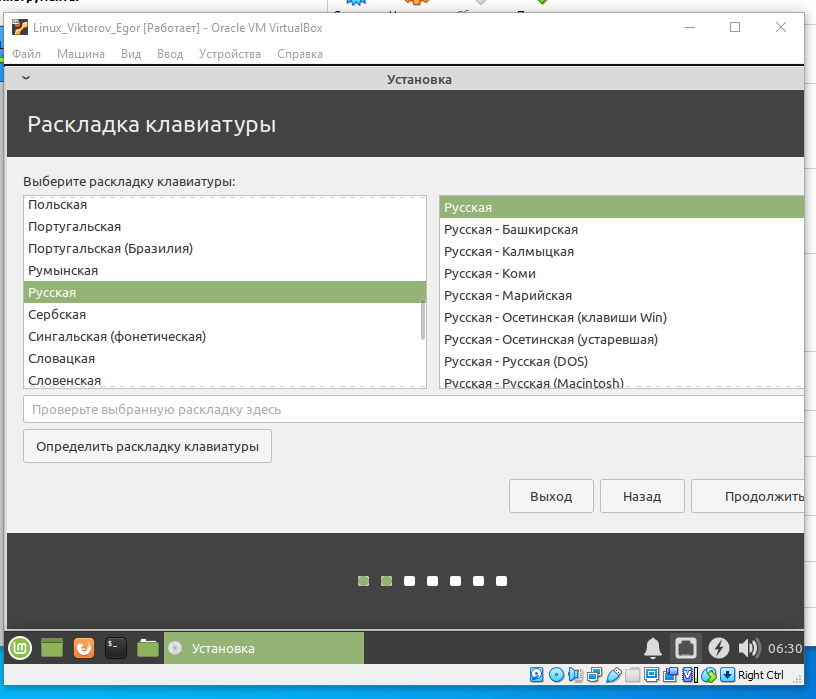 Linux_Viktorov_Egor [Работает] - Oracle VM VirtualBox
Файл Машина Вид Ввод Устройства Справка
Установка
Раскладка клавиатуры
Выберите раскладку клавиатуры:
Польская
Португальская
Португальская (Бразилия)
Румынская
Русская
Сербская
Сингальская (фонетическая)
Словацкая
Словенская
Русская
Русская - Башкирская
Русская - Калмыцкая
Русская - Коми
Русская - Марийская
Русская - Осетинская (клавиши Win)
Русская - Осетинская (устаревшая)
Русская - Русская (DOS)
Русская - Русская (Macintosh)
Проверьте выбранную раскладку здесь
Определить раскладку клавиатуры
Выход Назад Продолжить
Установка 06:30
Right Ctrl